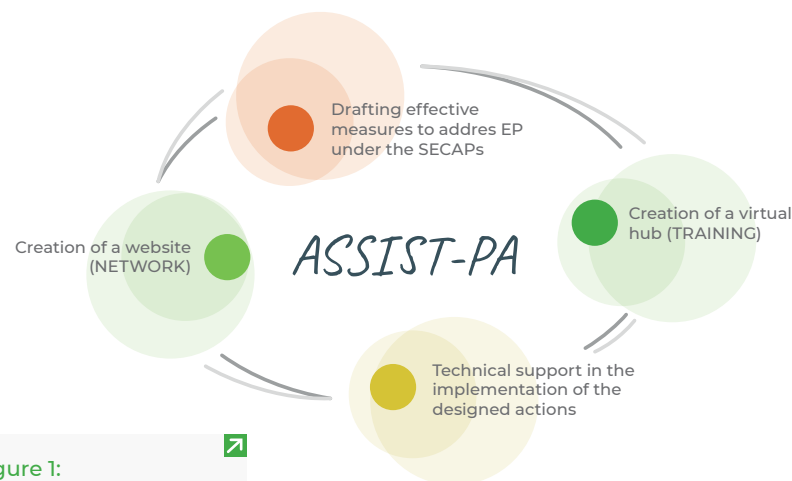 Drafting effective
measures to addres EP
under the SECAPs
Creation of a virtual
hub (TRAINING)
Creation of a website
(NETWORK)
ASSIST-PA
Technical support in the
implementation of the
designed actions
gure 1: